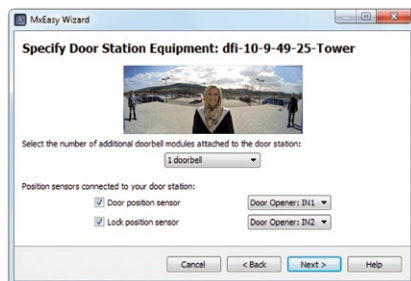 MxEasy Wizard
Specify Door Station Equipment: dfi-10-9-49-25-Tower
Select the number of additional doorbell modules attached to the door station:
1 doorbell
Position sensors connected to your door station:
Door position sensor Door Opener: IN1
Lock position sensor Door Opener: IN2
Cancel < Back Next > Help